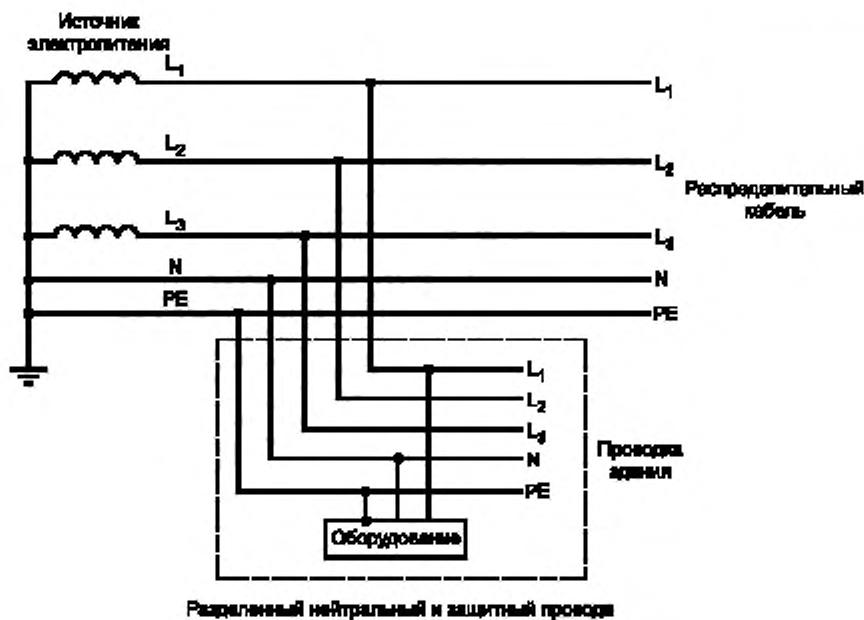 Источник
электропитания
L₁
L₁
L₂
L₂
Распределительный
кабель
L₃
L₃
N
N
PE
PE
L₁
L₂
L₃
N
Проводка
здания
PE
Оборудование
Разделенный нейтральный и защитный провода